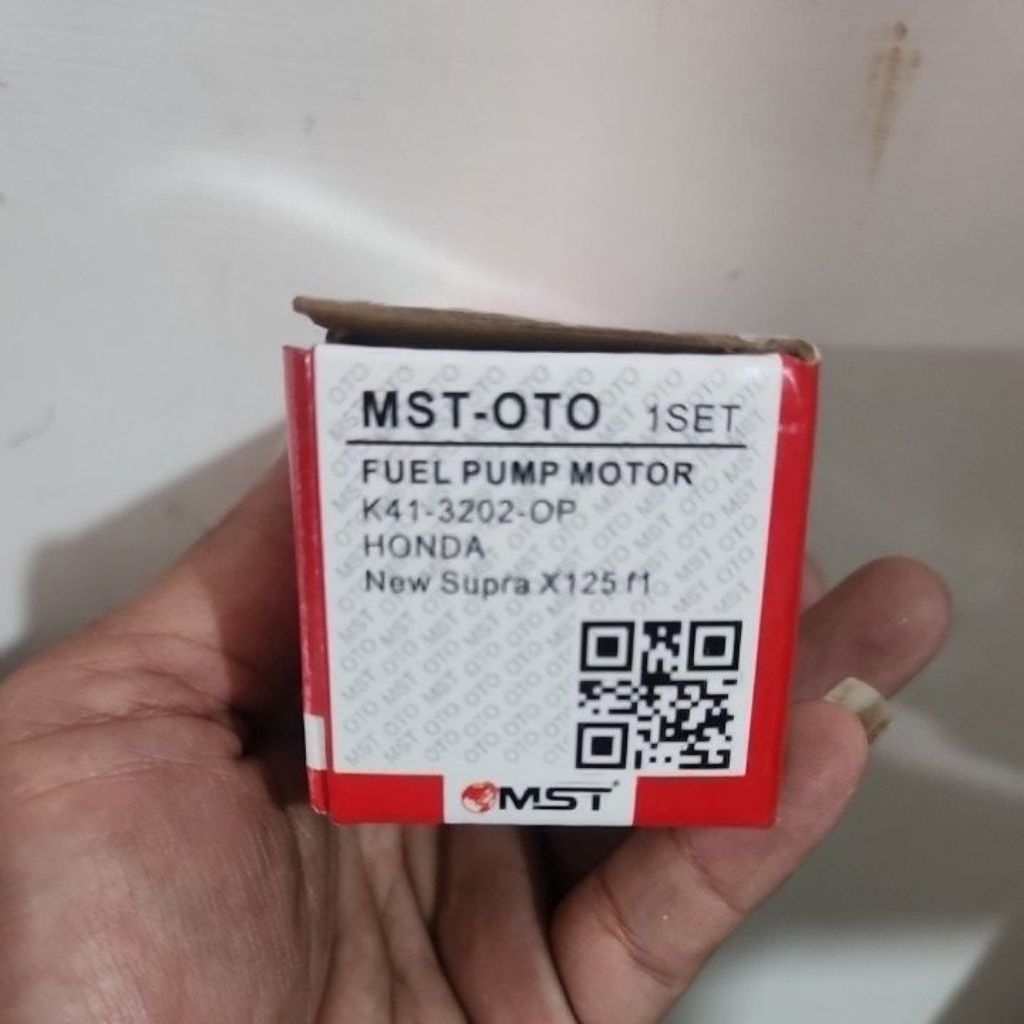 MST-OTO 1SET
FUEL PUMP MOTOR
K41-3202-OP
HONDA
New Supra X125 f1
MST